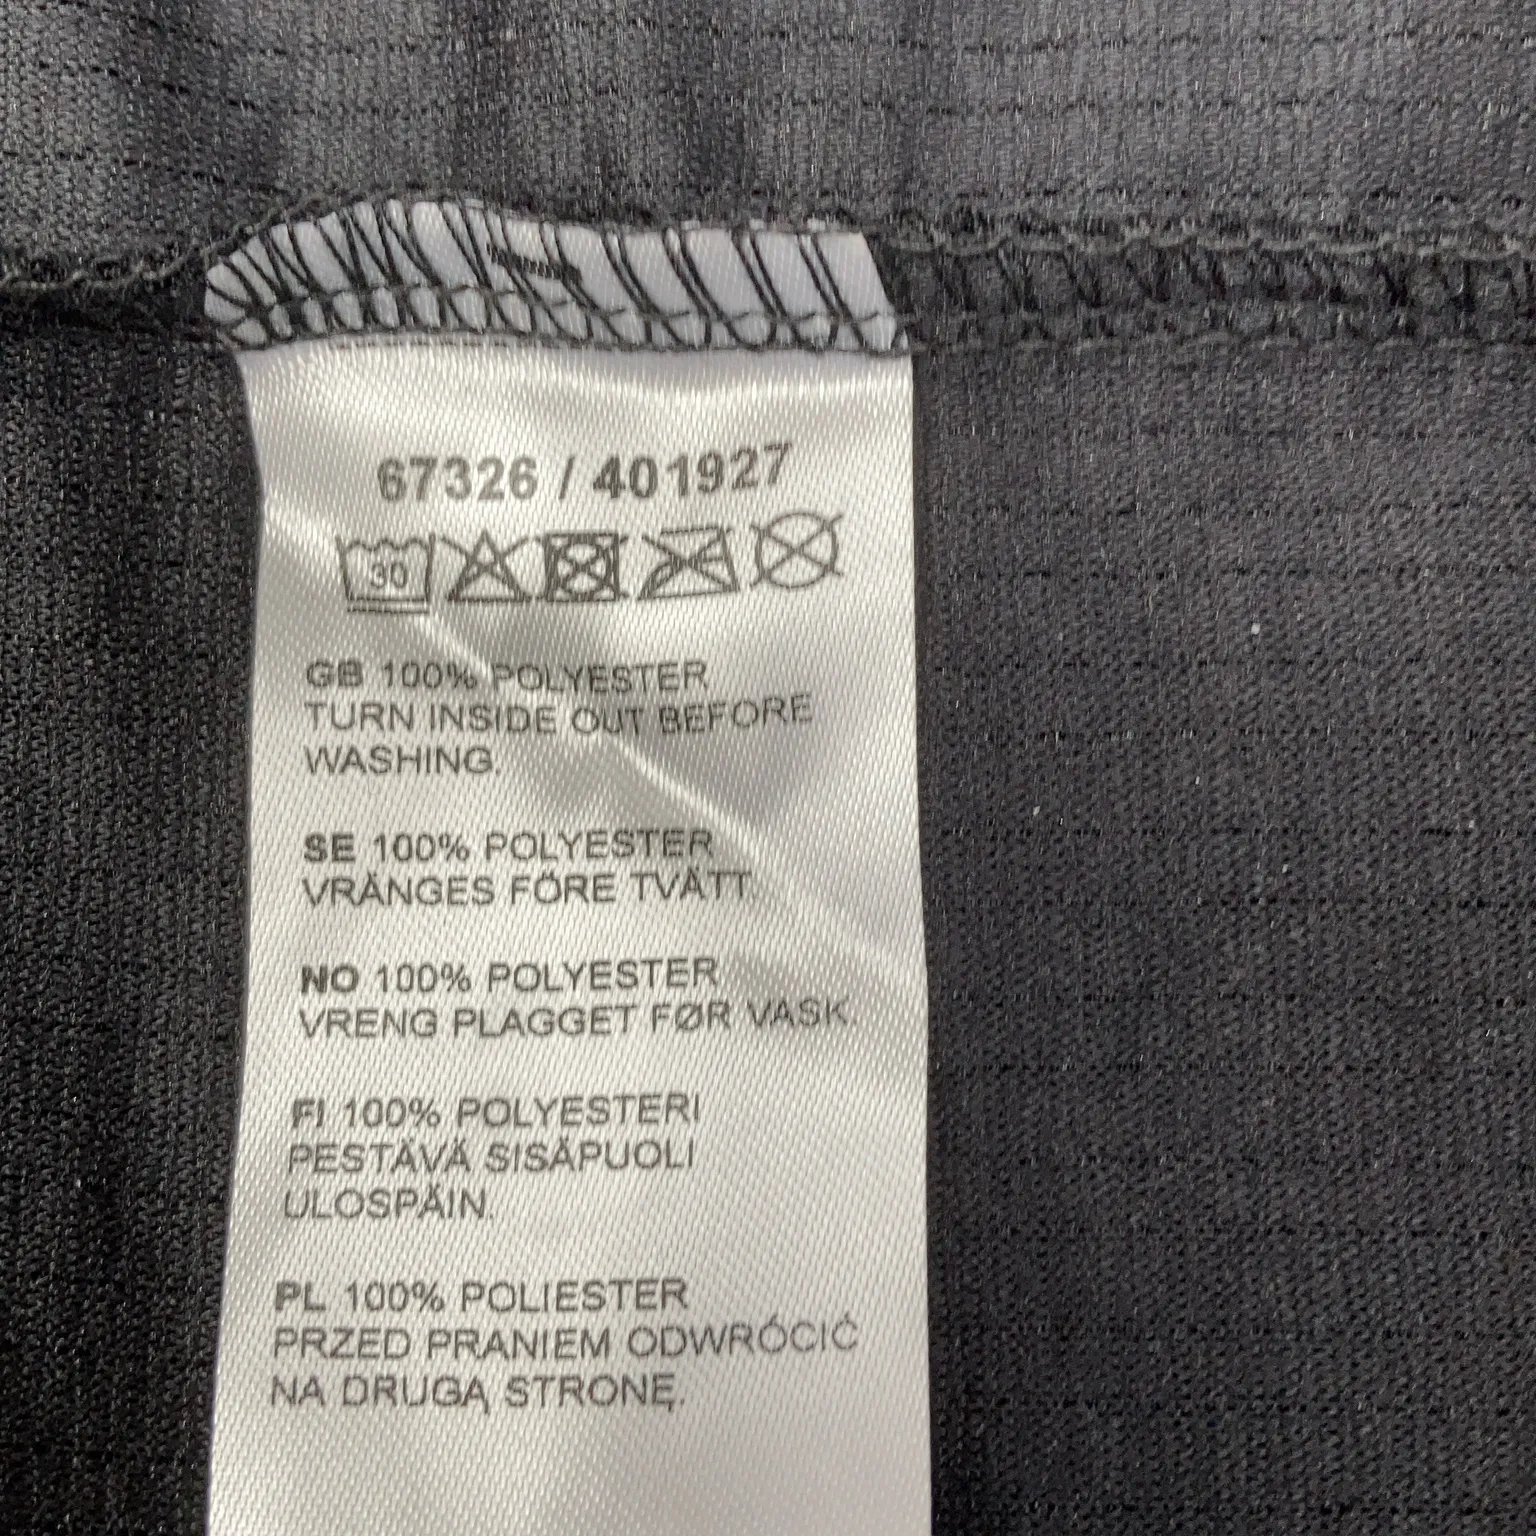 67326 / 401927
30
GB 100% POLYESTER
TURN INSIDE OUT BEFORE
WASHING.
SE 100% POLYESTER
VRÄNGES FÖRE TVÄTT.
NO 100% POLYESTER
VRENG PLAGGET FØR VASK.
FI 100% POLYESTERI
PESTÄVÄ SISÄPUOLI
ULOSPÄIN.
PL 100% POLIESTER
PRZED PRANIEM ODWRÓCIĆ
NA DRUGĄ STRONĘ.